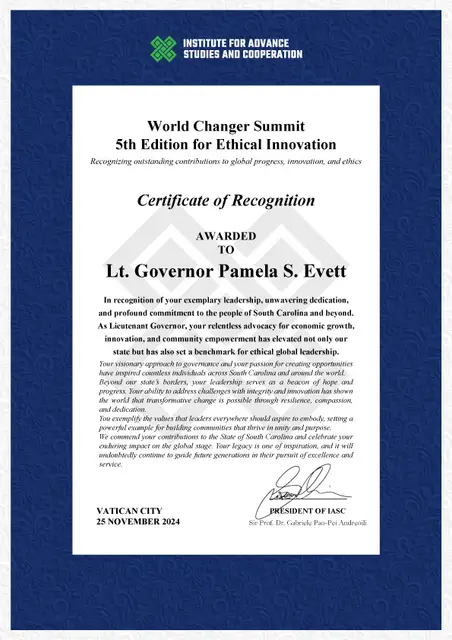 INSTITUTE FOR ADVANCE
STUDIES AND COOPERATION
World Changer Summit
5th Edition for Ethical Innovation
Recognizing outstanding contributions to global progress, innovation, and ethics
Certificate of Recognition
AWARDED
TO
Lt. Governor Pamela S. Evett
In recognition of your exemplary leadership, unwavering dedication,
and profound commitment to the people of South Carolina and beyond.
As Lieutenant Governor, your relentless advocacy for economic growth,
innovation, and community empowerment has elevated not only our
state but has also set a benchmark for ethical global leadership.
Your visionary approach to governance and your passion for creating opportunities
have inspired countless individuals across South Carolina and around the world.
Beyond our state's borders, your leadership serves as a beacon of hope and
progress. Your ability to address challenges with integrity and innovation has shown
the world that transformative change is possible through resilience, compassion,
and dedication.
You exemplify the values that leaders everywhere should aspire to embody, setting a
powerful example for building communities that thrive in unity and purpose.
We commend your contributions to the State of South Carolina and celebrate your
enduring impact on the global stage. Your legacy is one of inspiration, and it will
undoubtedly continue to guide future generations in their pursuit of excellence and
service.
VATICAN CITY
25 NOVEMBER 2024
PRESIDENT OF IASC
Sir Prof. Dr. Gabriele Pao-Pei Andreoli